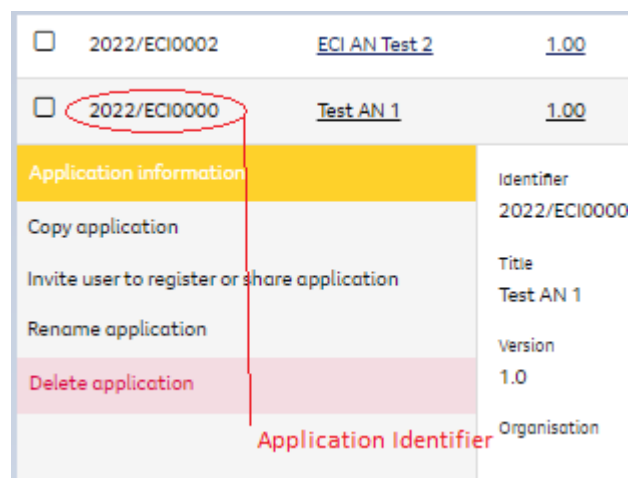 2022/ECI0002 ECI AN Test 2 1.00
2022/ECI0000 Test AN 1 1.00
Application information
Copy application
Invite user to register or share application
Rename application
Delete application
Identifier
2022/ECI0000
Title
Test AN 1
Version
1.0
Organisation
Application Identifier